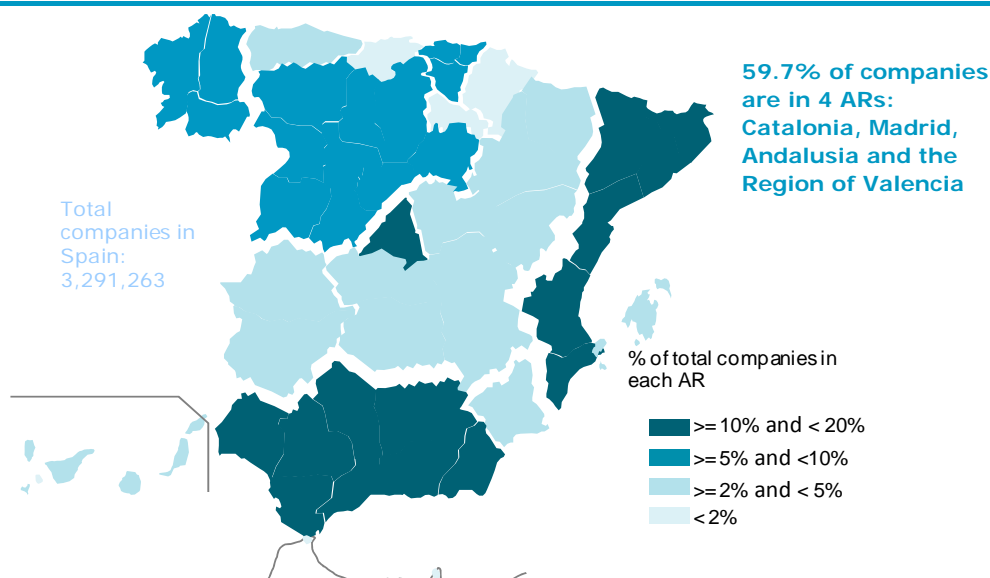 59.7% of companies
are in 4 ARs:
Catalonia, Madrid,
Andalusia and the
Region of Valencia
Total
companies in
Spain:
3,291,263
% of total companies in
each AR
>= 10% and < 20%
>= 5% and <10%
>= 2% and < 5%
< 2%